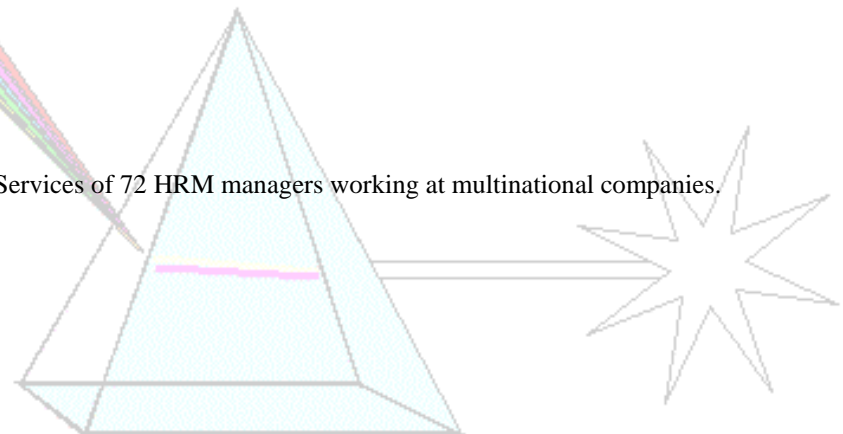 Services of 72 HRM managers working at multinational companies.